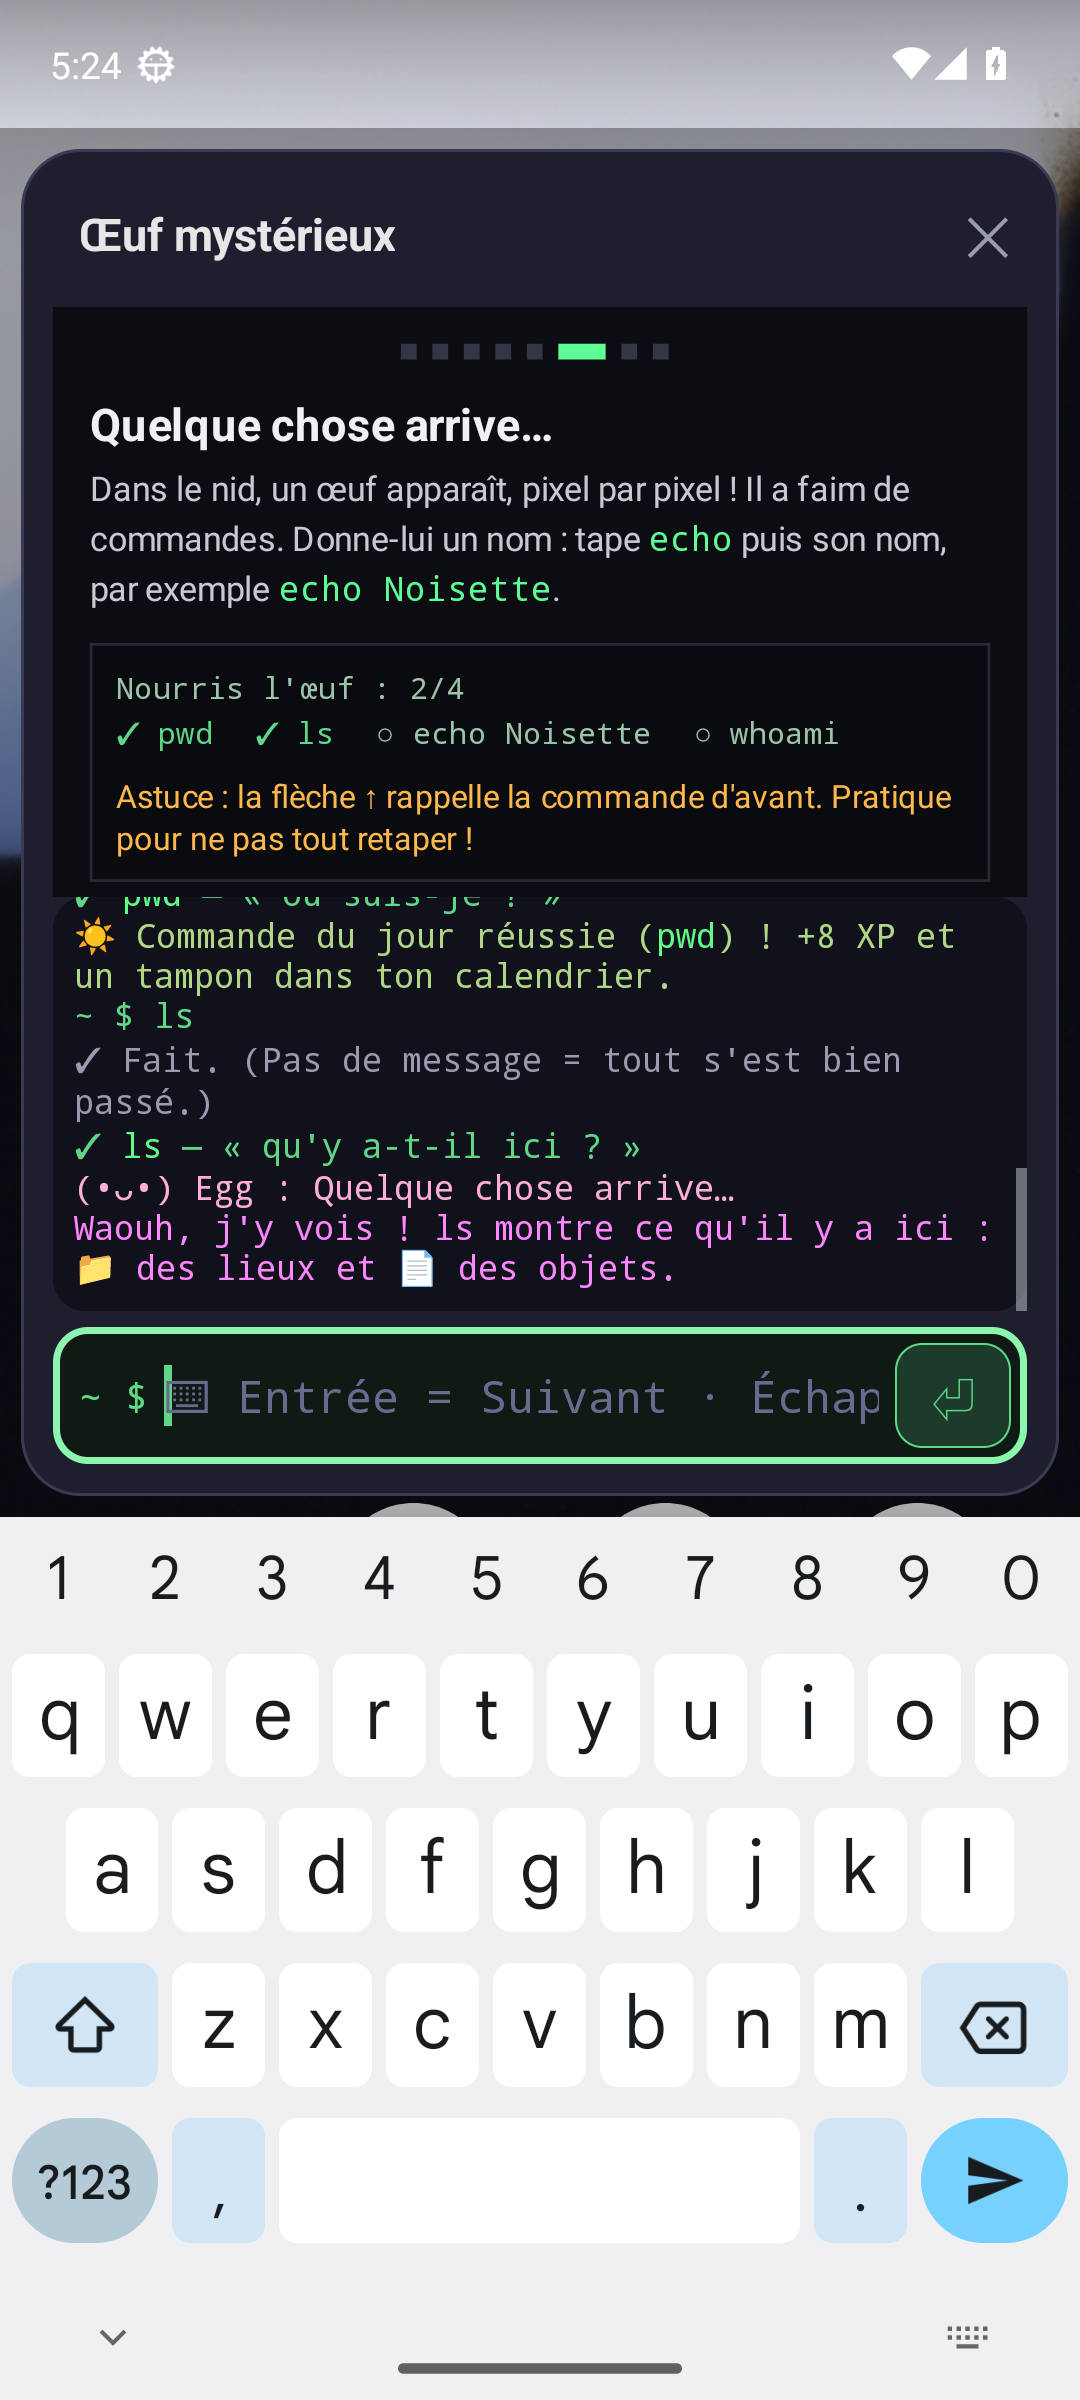 5:24
Œuf mystérieux
Quelque chose arrive…
Dans le nid, un œuf apparaît, pixel par pixel ! Il a faim de
commandes. Donne-lui un nom : tape echo puis son nom,
par exemple echo Noisette.
Nourris l'œuf : 2/4
✓ pwd ✓ ls ○ echo Noisette ○ whoami
Astuce : la flèche ↑ rappelle la commande d'avant. Pratique
pour ne pas tout retaper !
✓ pwd — « où suis-je ? »
☀️ Commande du jour réussie (pwd) ! +8 XP et
un tampon dans ton calendrier.
~ $ ls
✓ Fait. (Pas de message = tout s'est bien
passé.)
✓ ls — « qu'y a-t-il ici ? »
(•ᴗ•) Egg : Quelque chose arrive…
Waouh, j'y vois ! ls montre ce qu'il y a ici :
📁 des lieux et 📄 des objets.
~ $ ⌨ Entrée = Suivant · Échap
1 2 3 4 5 6 7 8 9 0
q w e r t y u i o p
a s d f g h j k l
z x c v b n m
?123 , .